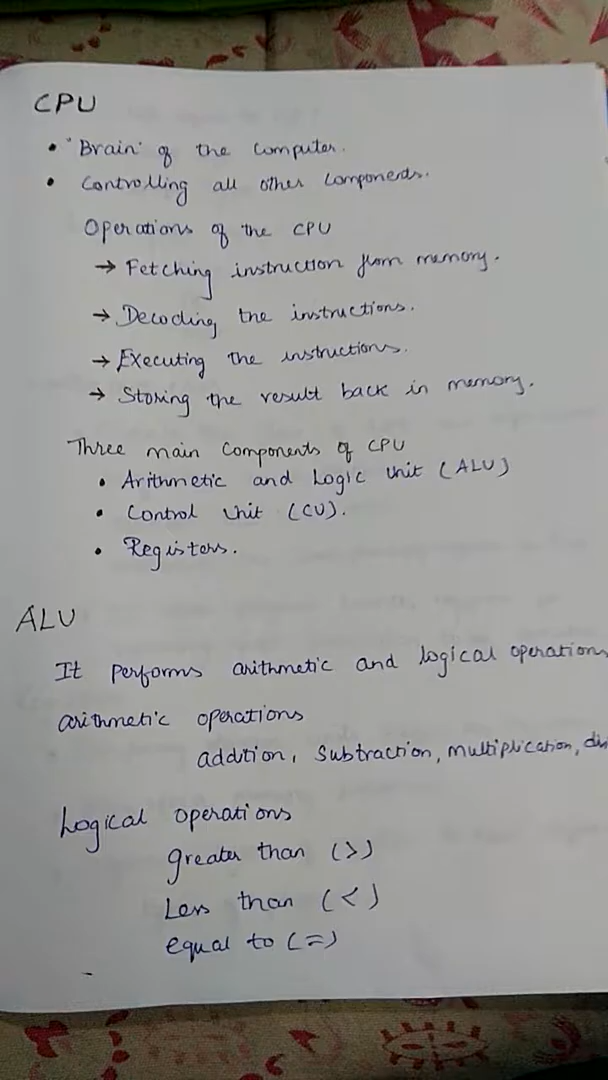 CPU
• "Brain" of the Computer.
• Controlling all other Components.
Operations of the CPU
→ Fetching instruction from memory.
→ Decoding the instructions.
→ Executing the instructions.
→ Storing the result back in memory.
Three main Components of CPU
• Arithmetic and Logic Unit (ALU)
• Control Unit (CU).
• Registers.
ALU
It performs arithmetic and logical operations
arithmetic operations
addition, Subtraction, multiplication,
Logical operations
greater than (>)
Less than (<)
equal to (=)